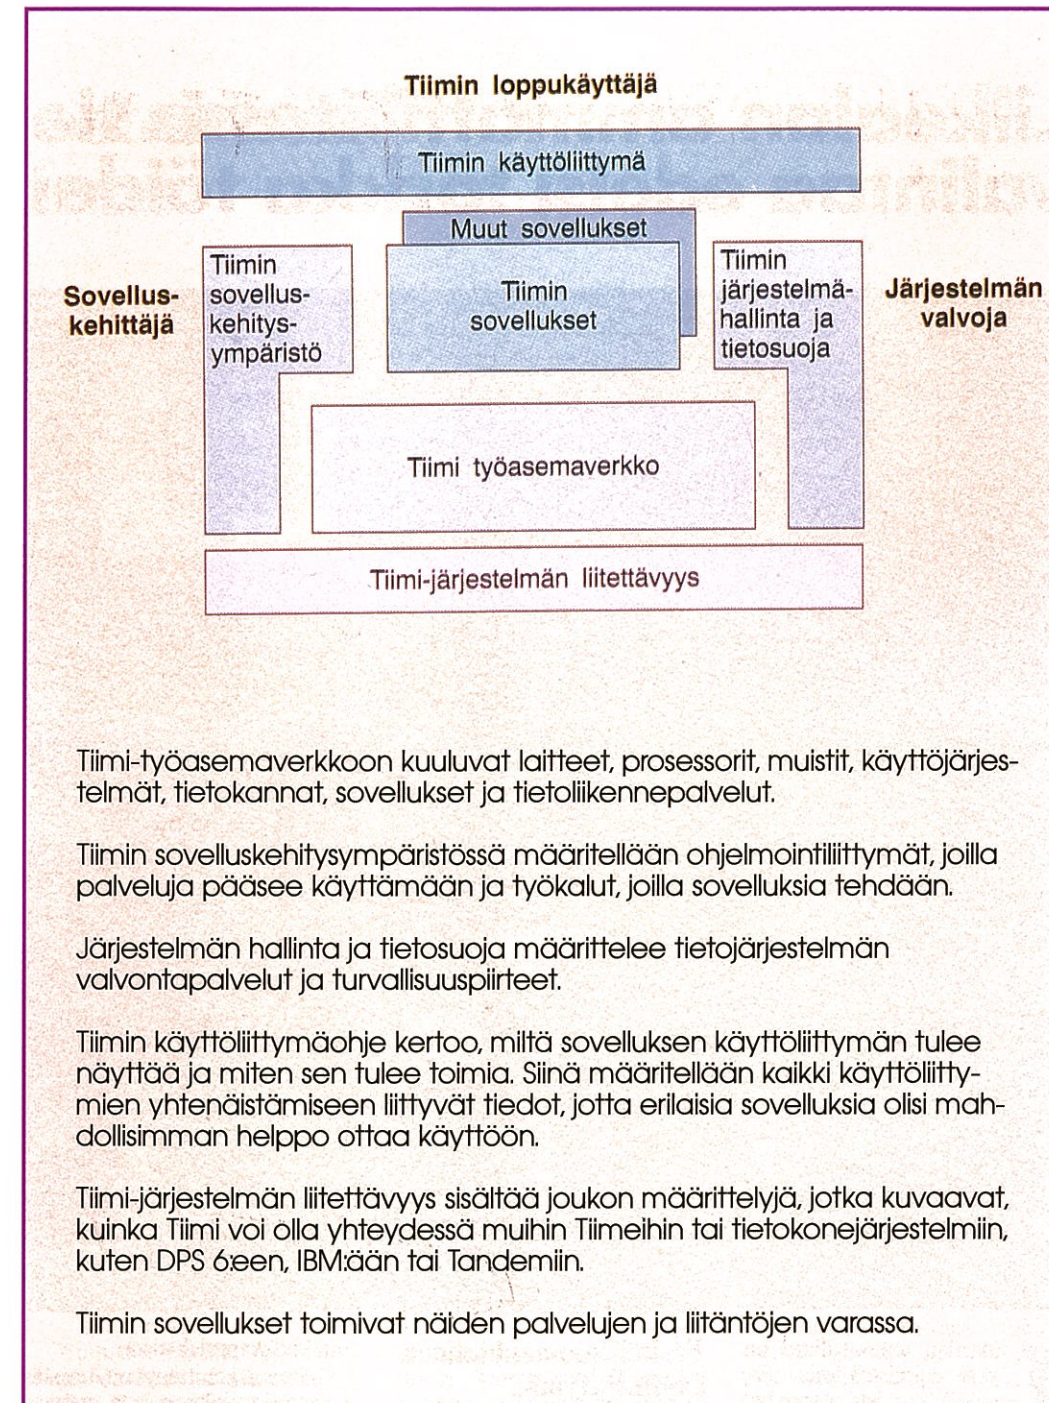 Tiimin loppukäyttäjä
Tiimin käyttöliittymä
Muut sovellukset
Tiimin
sovellukset
Sovellus-
kehittäjä
Tiimin
sovellus-
kehitys-
ympäristö
Tiimin
järjestelmä-
hallinta ja
tietosuoja
Järjestelmän
valvoja
Tiimi työasemaverkko
Tiimi-järjestelmän liitettävyys
Tiimi-työasemaverkkoon kuuluvat laitteet, prosessorit, muistit, käyttöjärjes-
telmät, tietokannat, sovellukset ja tietoliikennepalvelut.
Tiimin sovelluskehitysympäristössä määritellään ohjelmointiliittymät, joilla
palveluja pääsee käyttämään ja työkalut, joilla sovelluksia tehdään.
Järjestelmän hallinta ja tietosuoja määrittelee tietojärjestelmän
valvontapalvelut ja turvallisuuspiirteet.
Tiimin käyttöliittymäohje kertoo, miltä sovelluksen käyttöliittymän tulee
näyttää ja miten sen tulee toimia. Siinä määritellään kaikki käyttöliitty-
mien yhtenäistämiseen liittyvät tiedot, jotta erilaisia sovelluksia olisi mah-
dollisimman helppo ottaa käyttöön.
Tiimi-järjestelmän liitettävyys sisältää joukon määrittelyjä, jotka kuvaavat,
kuinka Tiimi voi olla yhteydessä muihin Tiimeihin tai tietokonejärjestelmiin,
kuten DPS 6:een, IBM:ään tai Tandemiin.
Tiimin sovellukset toimivat näiden palvelujen ja liitäntöjen varassa.